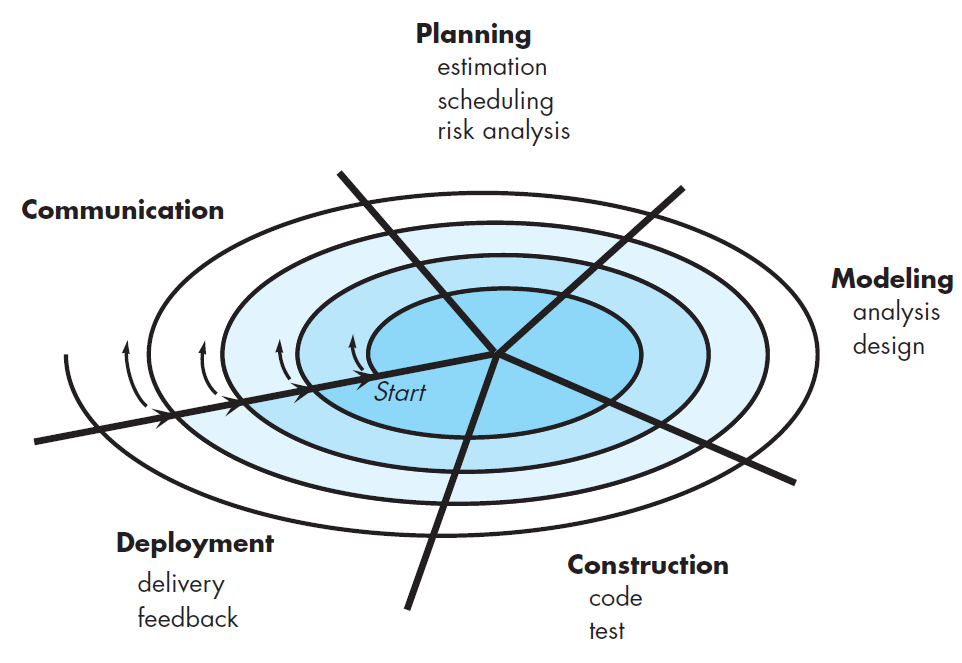 Planning
estimation
scheduling
risk analysis
Communication
Modeling
analysis
design
Start
Deployment
delivery
feedback
Construction
code
test